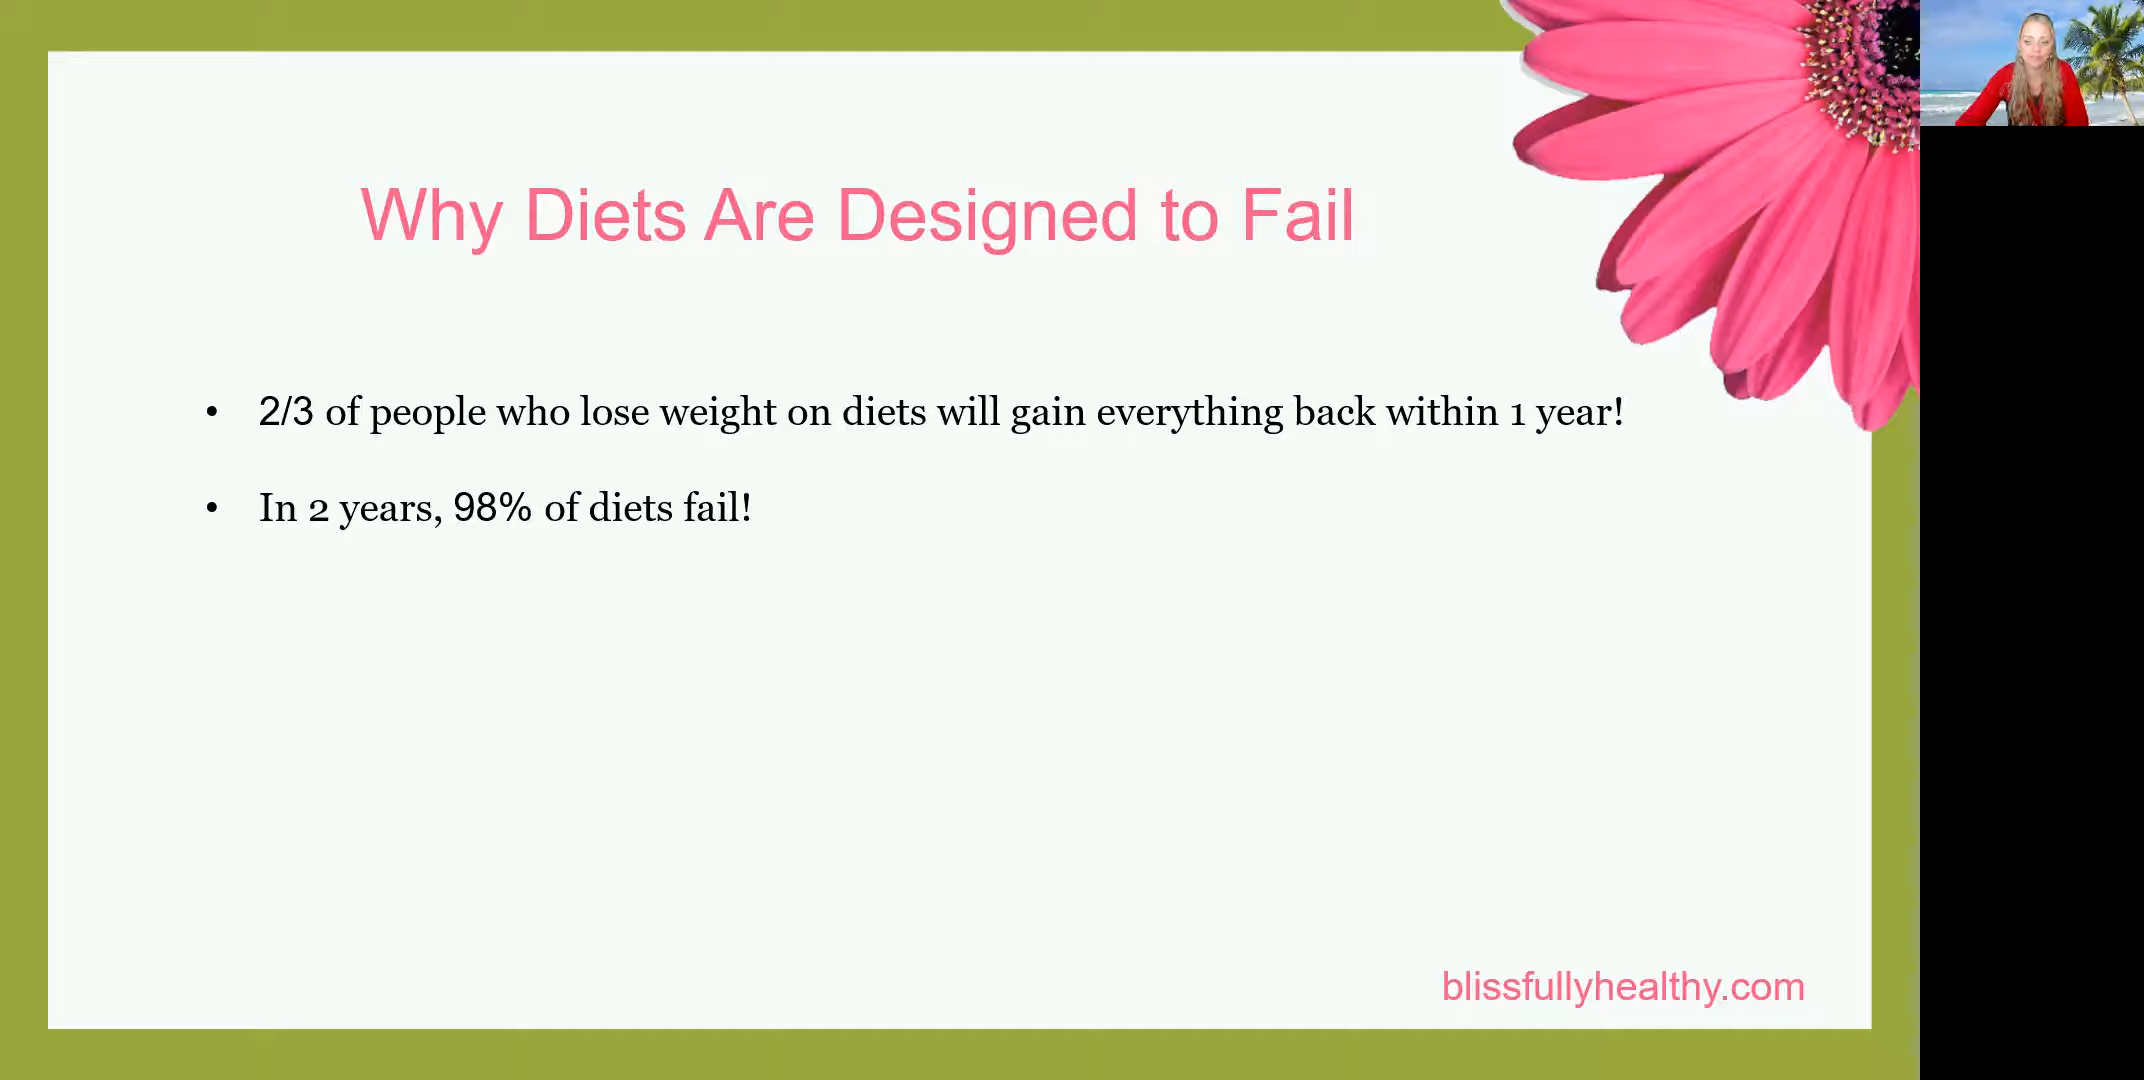 Why Diets Are Designed to Fail
• 2/3 of people who lose weight on diets will gain everything back within 1 year!
• In 2 years, 98% of diets fail!
blissfullyhealthy.com